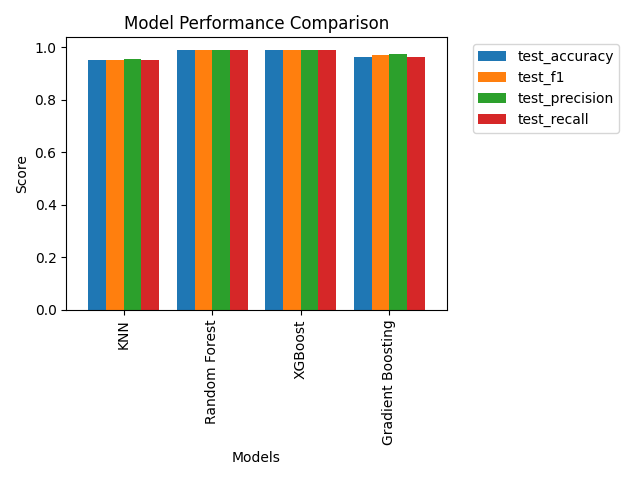 Model Performance Comparison
1.0
0.8
0.6
0.4
0.2
0.0
Score
KNN
Random Forest
XGBoost
Gradient Boosting
Models
test_accuracy
test_f1
test_precision
test_recall